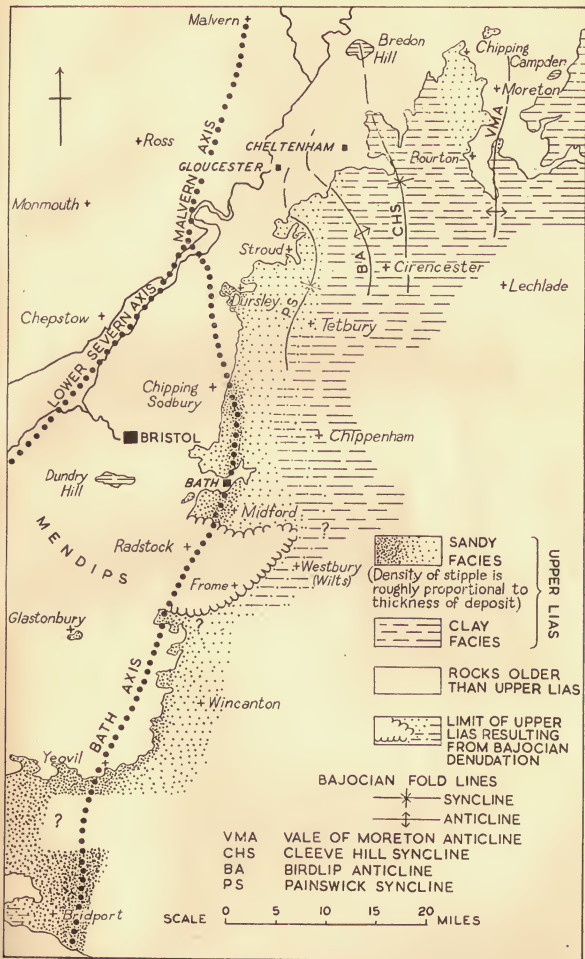 Malvern
Bredon
Hill
Chipping
Campden
Moreton
Ross
CHELTENHAM
GLOUCESTER
Bourton
VMA
MALVERN AXIS
Monmouth
CHS
BA
Stroud
Cirencester
Lechlade
PS
Dursley
Chepstow
Tetbury
LOWER SEVERN AXIS
Chipping
Sodbury
BRISTOL
Chippenham
Dundry
Hill
BATH
Midford
MENDIPS
Radstock
?
Westbury
(Wilts)
Frome
Glastonbury
?
BATH AXIS
Wincanton
Yeovil
?
Bridport
SANDY
FACIES
(Density of stipple is
roughly proportional to
thickness of deposit)
CLAY
FACIES
UPPER LIAS
ROCKS OLDER
THAN UPPER LIAS
LIMIT OF UPPER
LIAS RESULTING
FROM BAJOCIAN
DENUDATION
BAJOCIAN FOLD LINES
SYNCLINE
ANTICLINE
VMA VALE OF MORETON ANTICLINE
CHS CLEEVE HILL SYNCLINE
BA BIRDLIP ANTICLINE
PS PAINSWICK SYNCLINE
SCALE 0 5 10 15 20 MILES